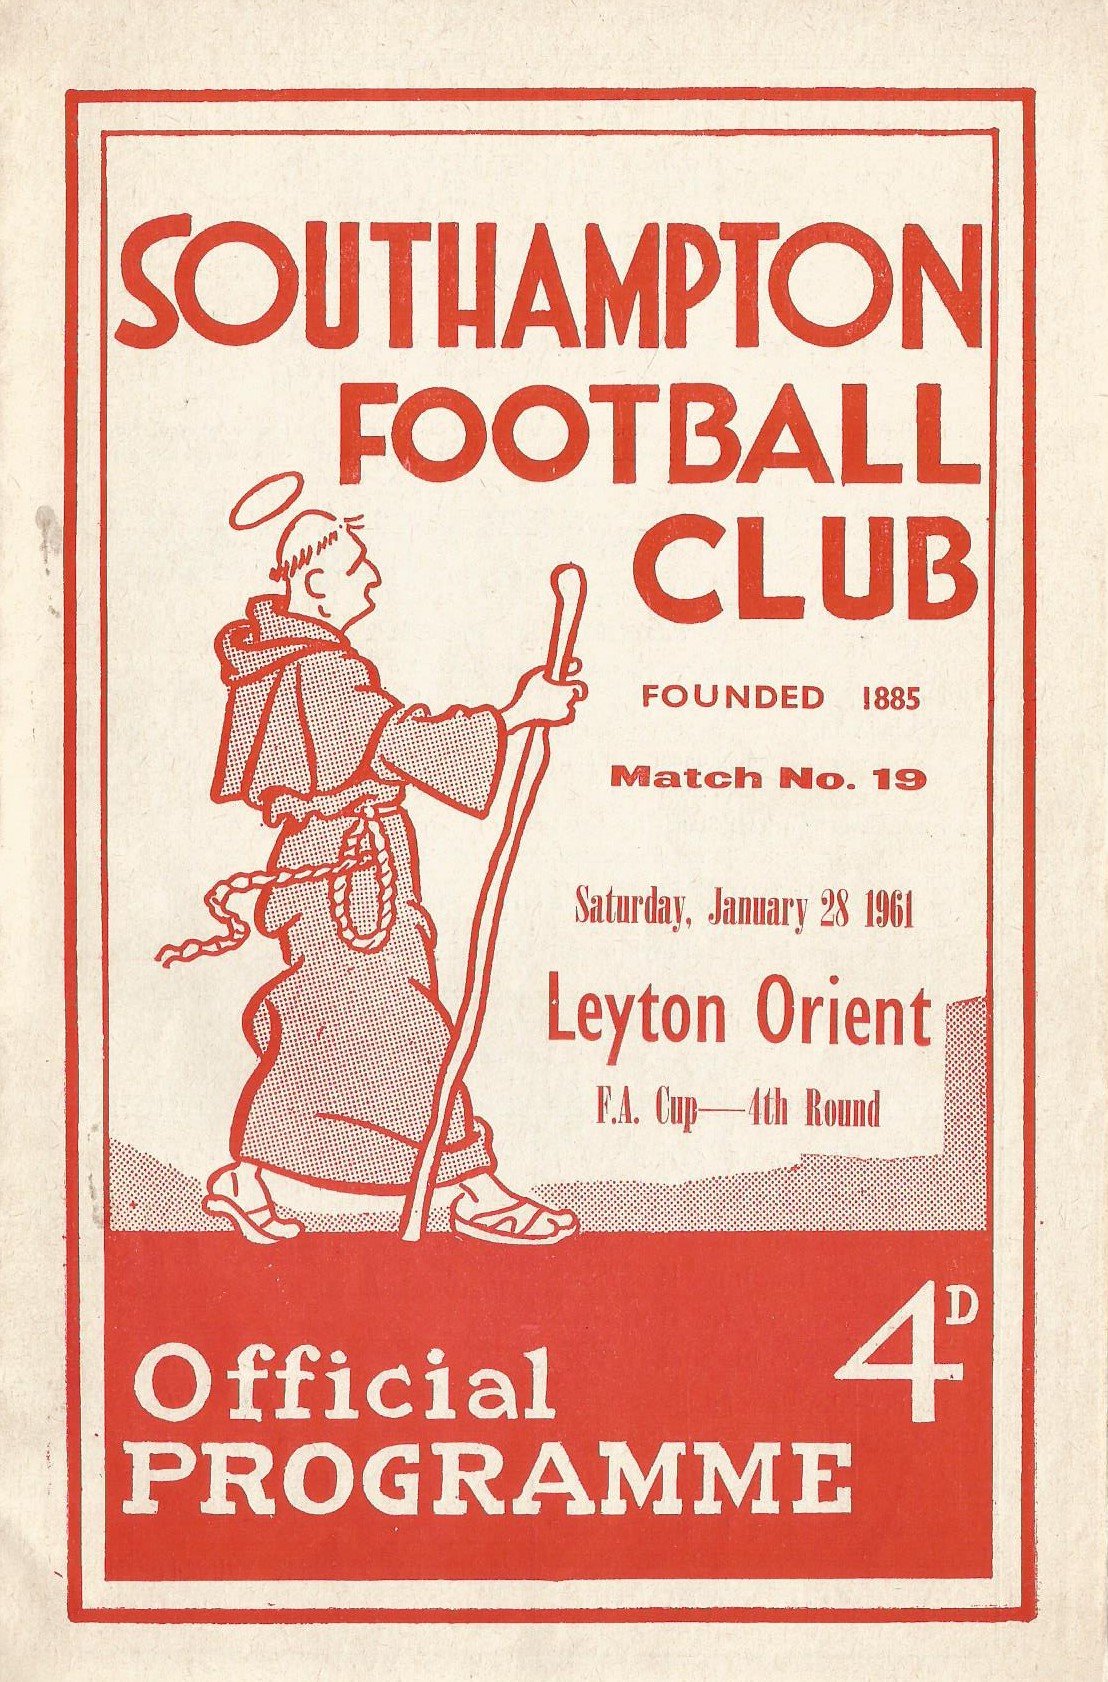 SOUTHAMPTON
FOOTBALL
CLUB
FOUNDED 1885
Match No. 19
Saturday, January 28 1961
Leyton Orient
F.A. Cup—4th Round
4D
Official
PROGRAMME